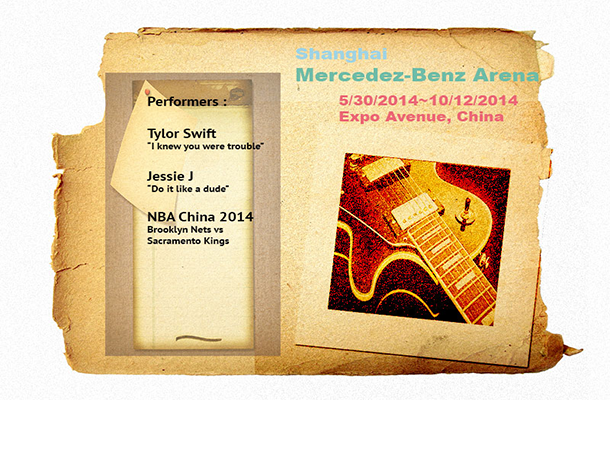 Shanghai
Mercedez-Benz Arena
5/30/2014~10/12/2014
Expo Avenue, China
Performers :
Tylor Swift
"I knew you were trouble"
Jessie J
"Do it like a dude"
NBA China 2014
Brooklyn Nets vs
Sacramento Kings